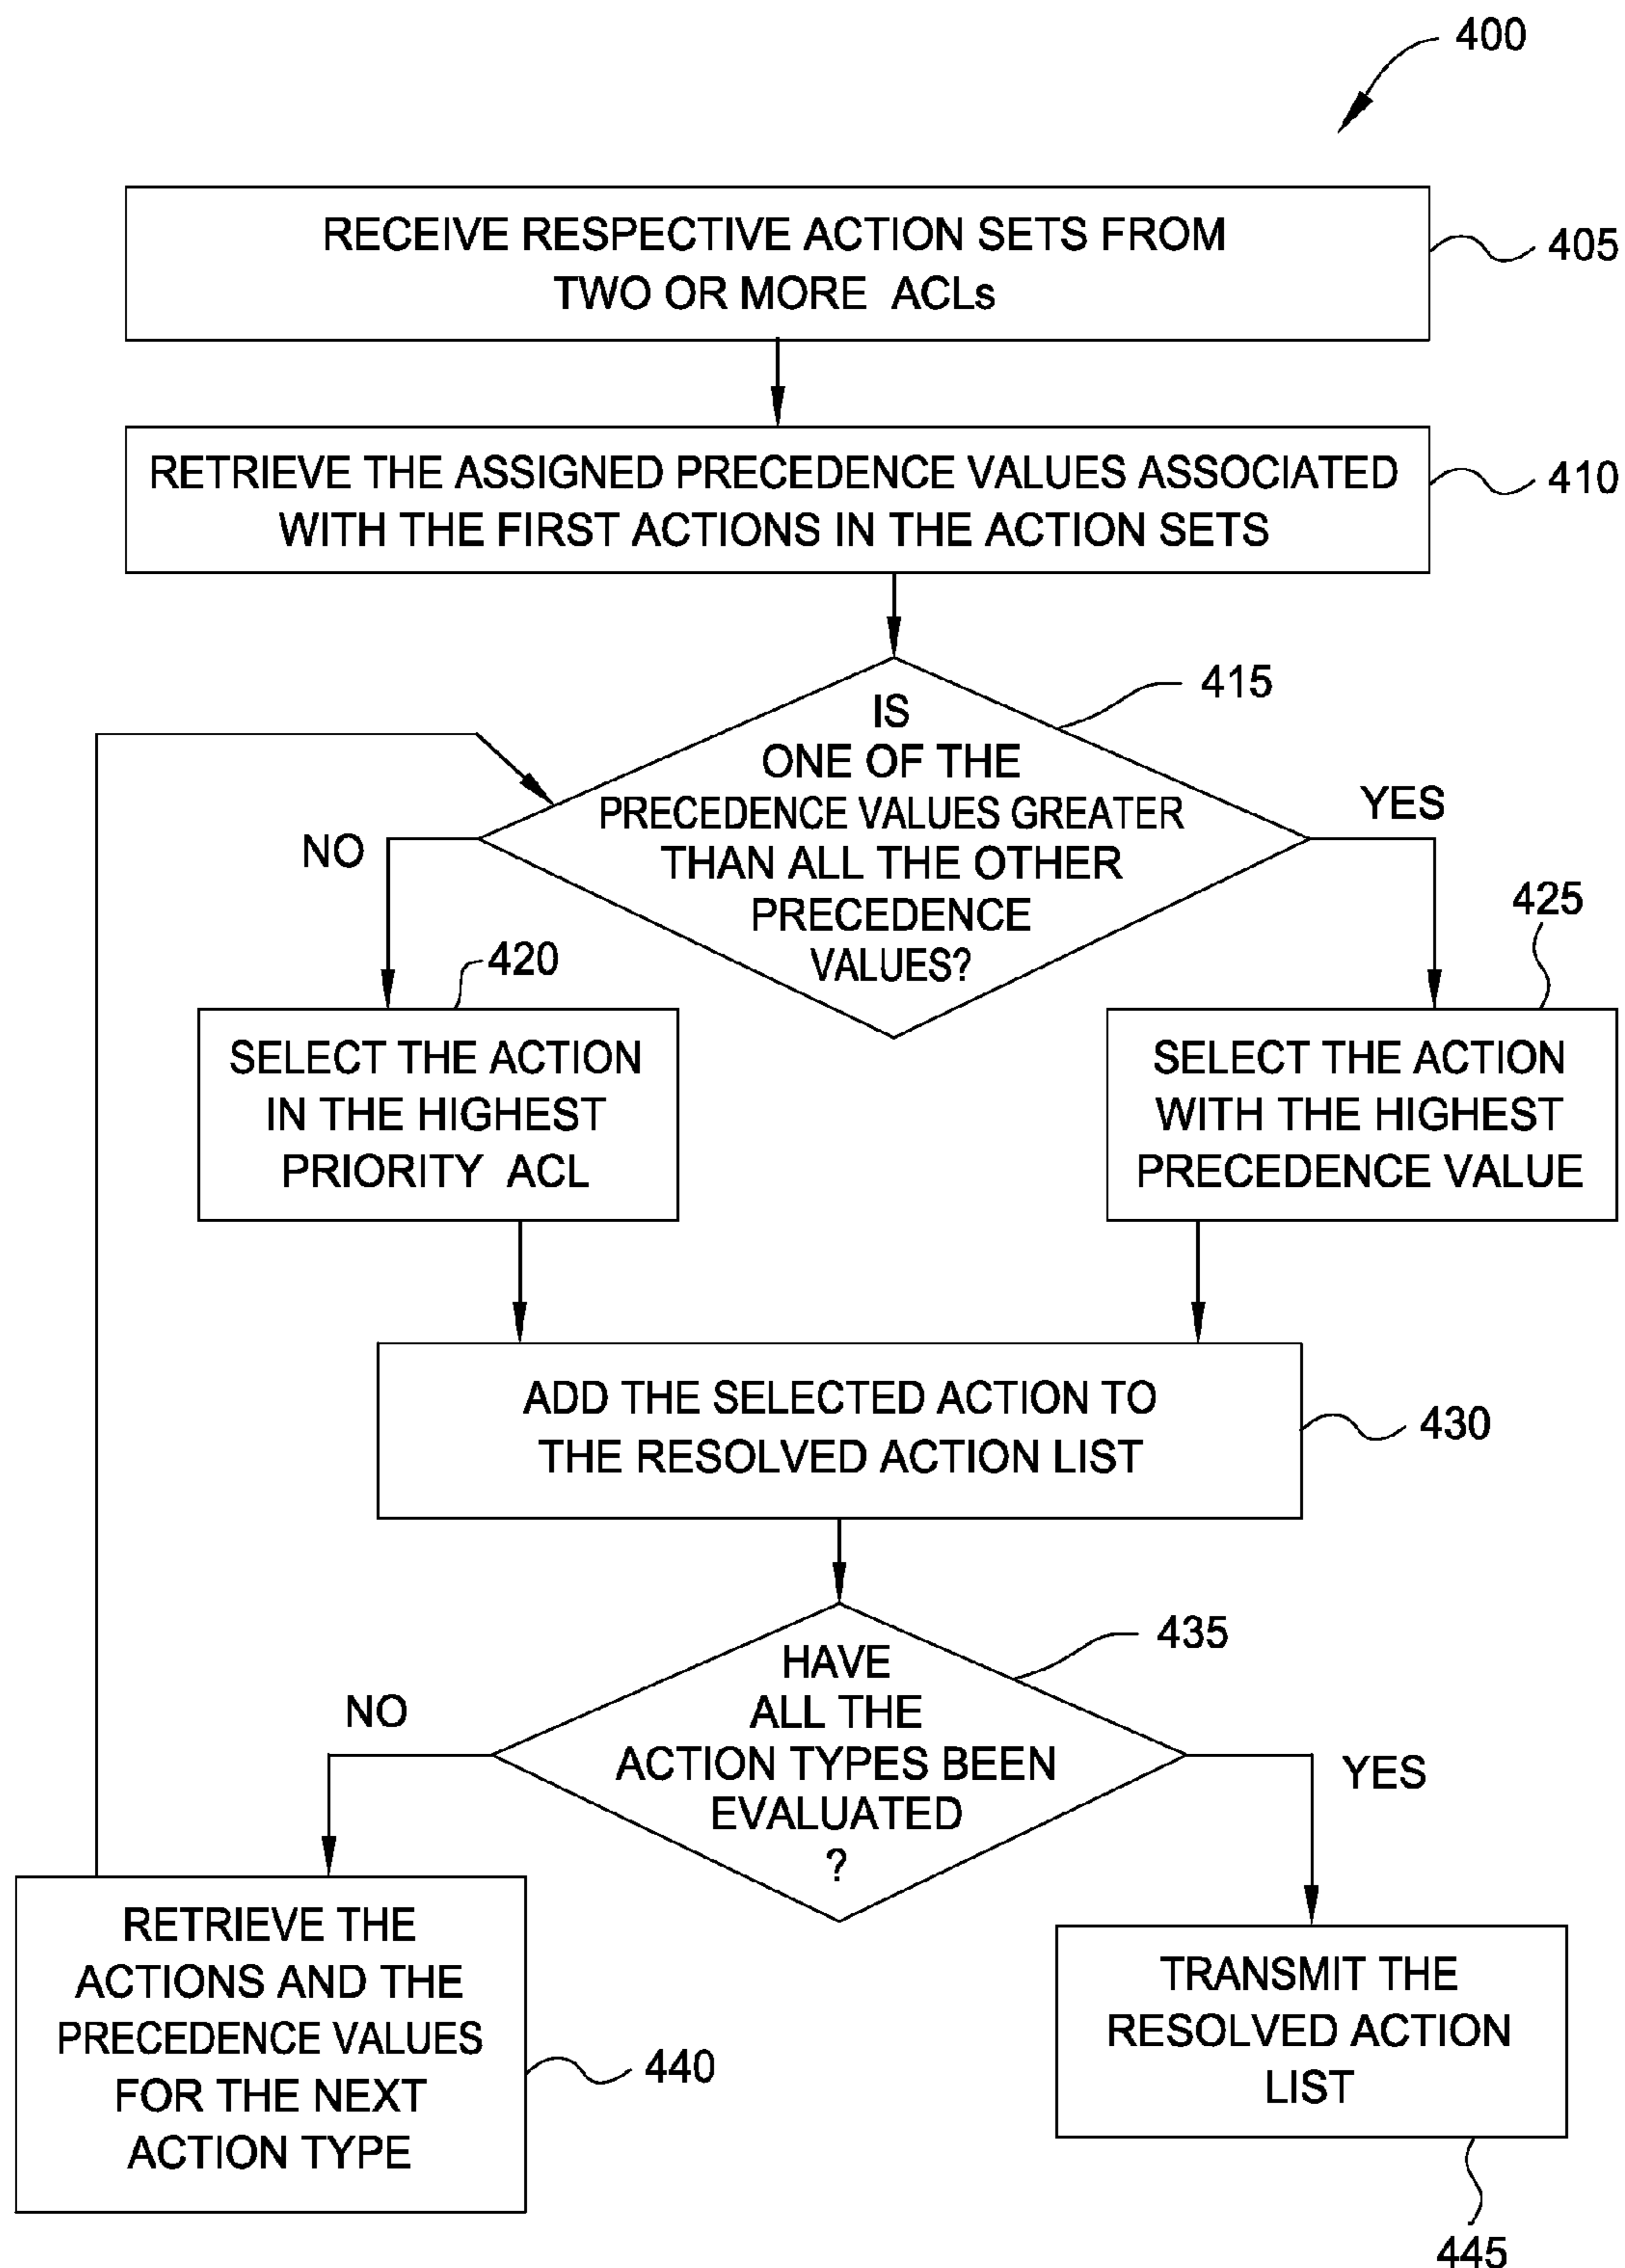 400
RECEIVE RESPECTIVE ACTION SETS FROM
TWO OR MORE ACLs
405
RETRIEVE THE ASSIGNED PRECEDENCE VALUES ASSOCIATED
WITH THE FIRST ACTIONS IN THE ACTION SETS
410
415
IS
ONE OF THE
PRECEDENCE VALUES GREATER
THAN ALL THE OTHER
PRECEDENCE
VALUES?
NO
YES
420
425
SELECT THE ACTION
IN THE HIGHEST
PRIORITY ACL
SELECT THE ACTION
WITH THE HIGHEST
PRECEDENCE VALUE
ADD THE SELECTED ACTION TO
THE RESOLVED ACTION LIST
430
435
HAVE
ALL THE
ACTION TYPES BEEN
EVALUATED
?
NO
YES
RETRIEVE THE
ACTIONS AND THE
PRECEDENCE VALUES
FOR THE NEXT
ACTION TYPE
440
TRANSMIT THE
RESOLVED ACTION
LIST
445